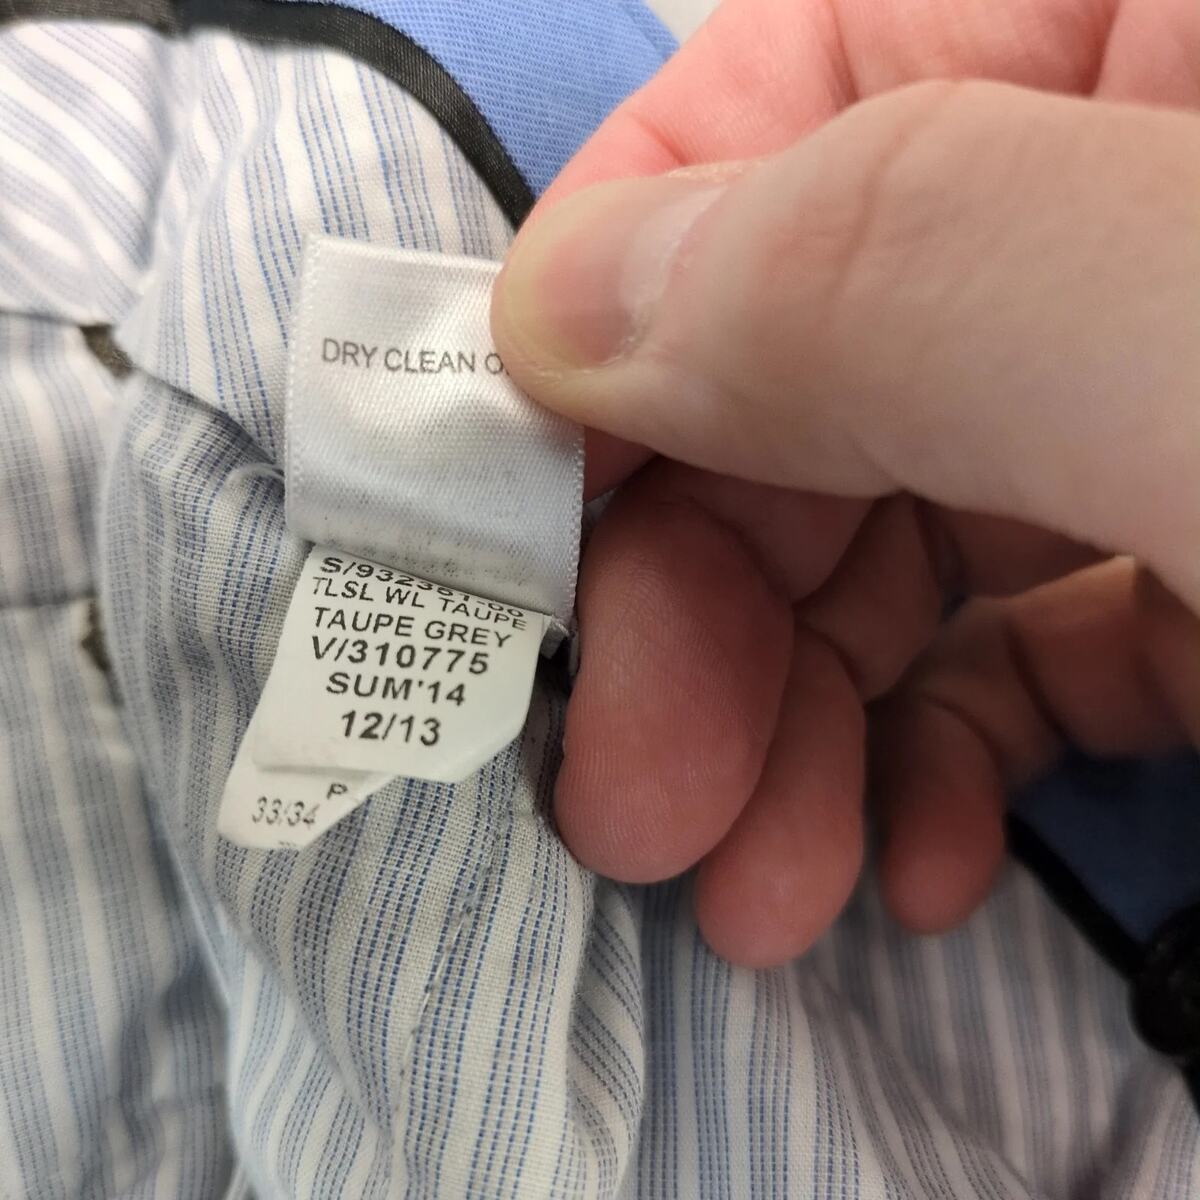 DRY CLEAN
TLSL WL TAUPE
TAUPE GREY
V/310775
SUM'14
12/13
33/34